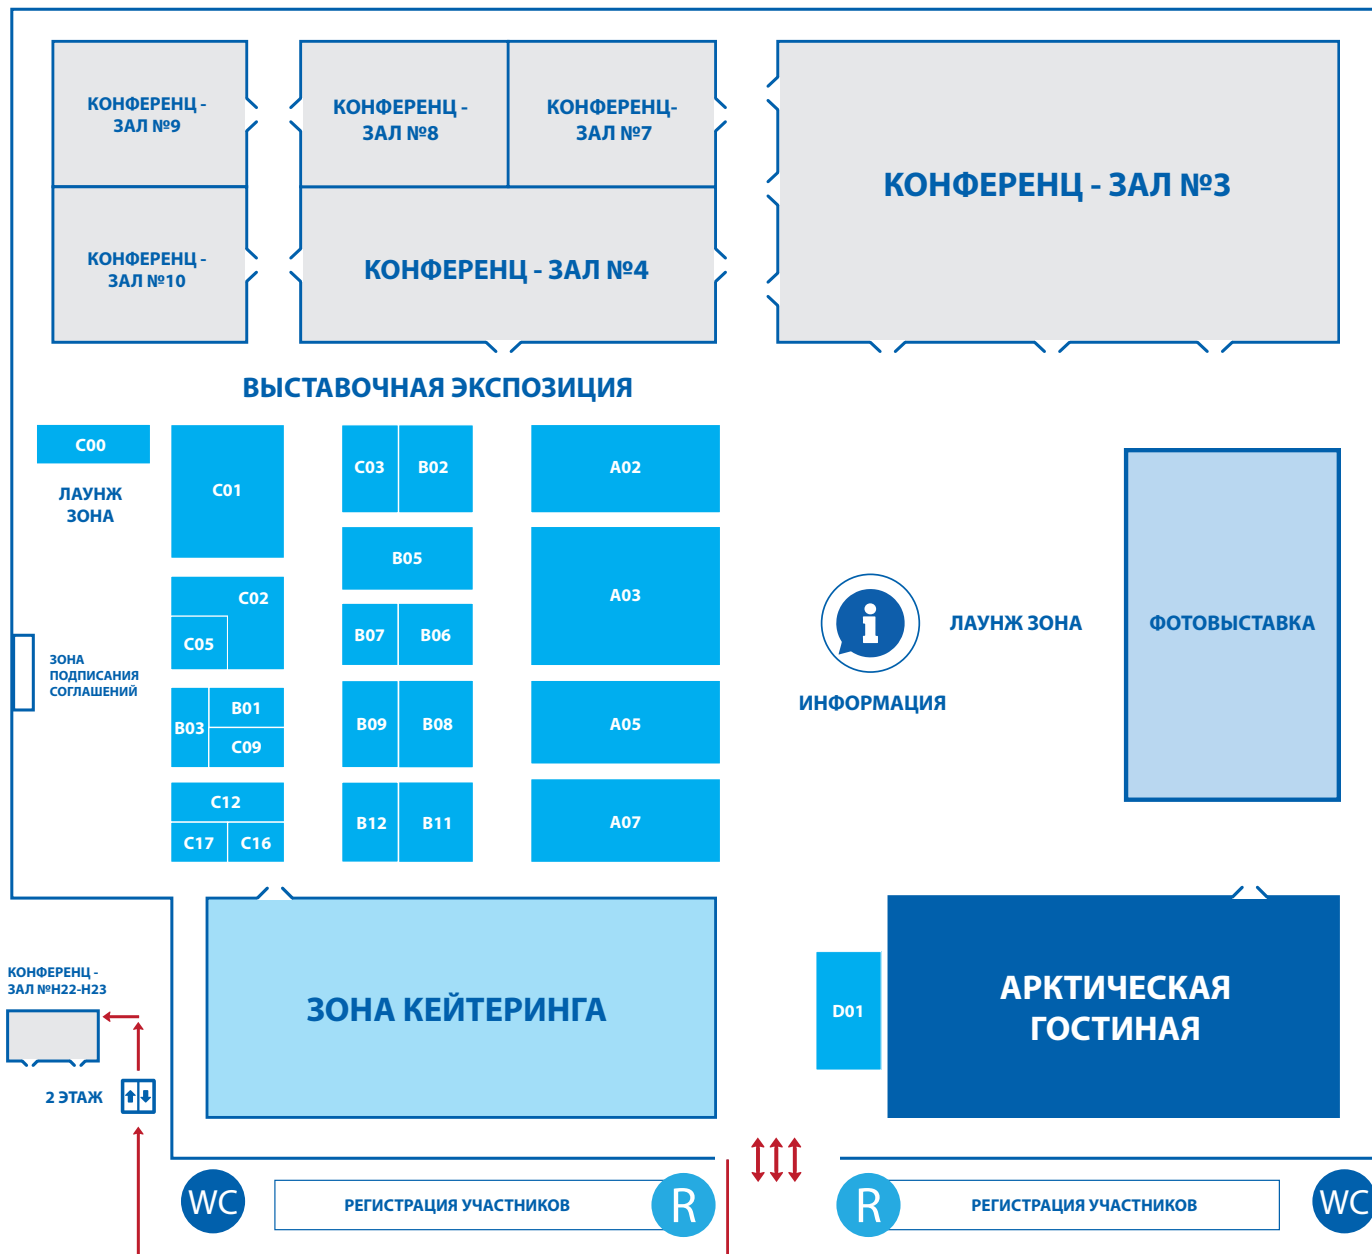 КОНФЕРЕНЦ -
ЗАЛ №9
КОНФЕРЕНЦ -
ЗАЛ №8
КОНФЕРЕНЦ-
ЗАЛ №7
КОНФЕРЕНЦ - ЗАЛ №3
КОНФЕРЕНЦ -
ЗАЛ №10
КОНФЕРЕНЦ - ЗАЛ №4
ВЫСТАВОЧНАЯ ЭКСПОЗИЦИЯ
C00
ЛАУНЖ
ЗОНА
C01
C03
B02
A02
B05
A03
C02
C05
B07
B06
ЗОНА
ПОДПИСАНИЯ
СОГЛАШЕНИЙ
B03
B01
C09
B09
B08
A05
C12
C17
C16
B12
B11
A07
ИНФОРМАЦИЯ
ЛАУНЖ ЗОНА
ФОТОВЫСТАВКА
КОНФЕРЕНЦ -
ЗАЛ №H22-H23
2 ЭТАЖ
ЗОНА КЕЙТЕРИНГА
D01
АРКТИЧЕСКАЯ
ГОСТИНАЯ
WC
РЕГИСТРАЦИЯ УЧАСТНИКОВ
R
R
РЕГИСТРАЦИЯ УЧАСТНИКОВ
WC